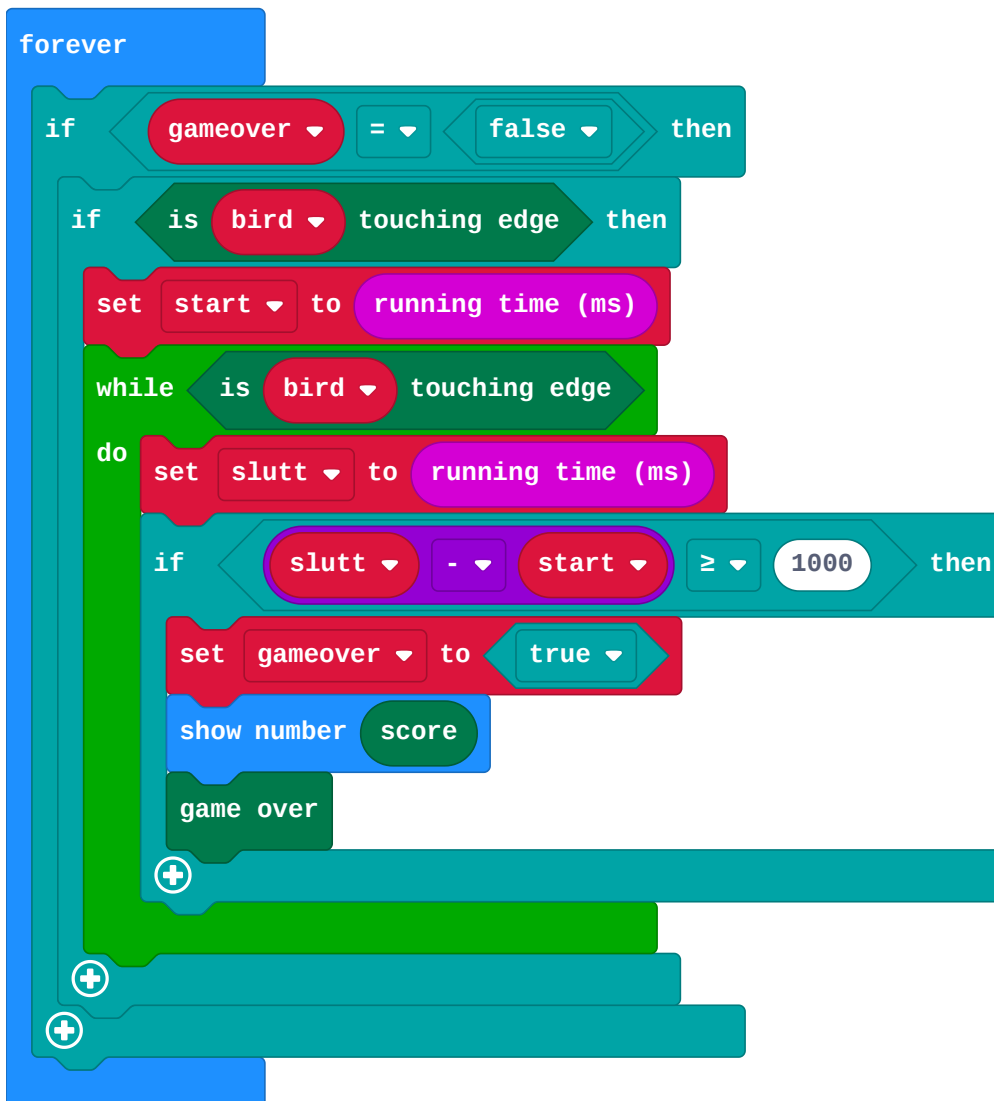 forever
if gameover = false then
if is bird touching edge then
set start to running time (ms)
while is bird touching edge
do
set slutt to running time (ms)
if slutt - start ≥ 1000 then
set gameover to true
show number score
game over